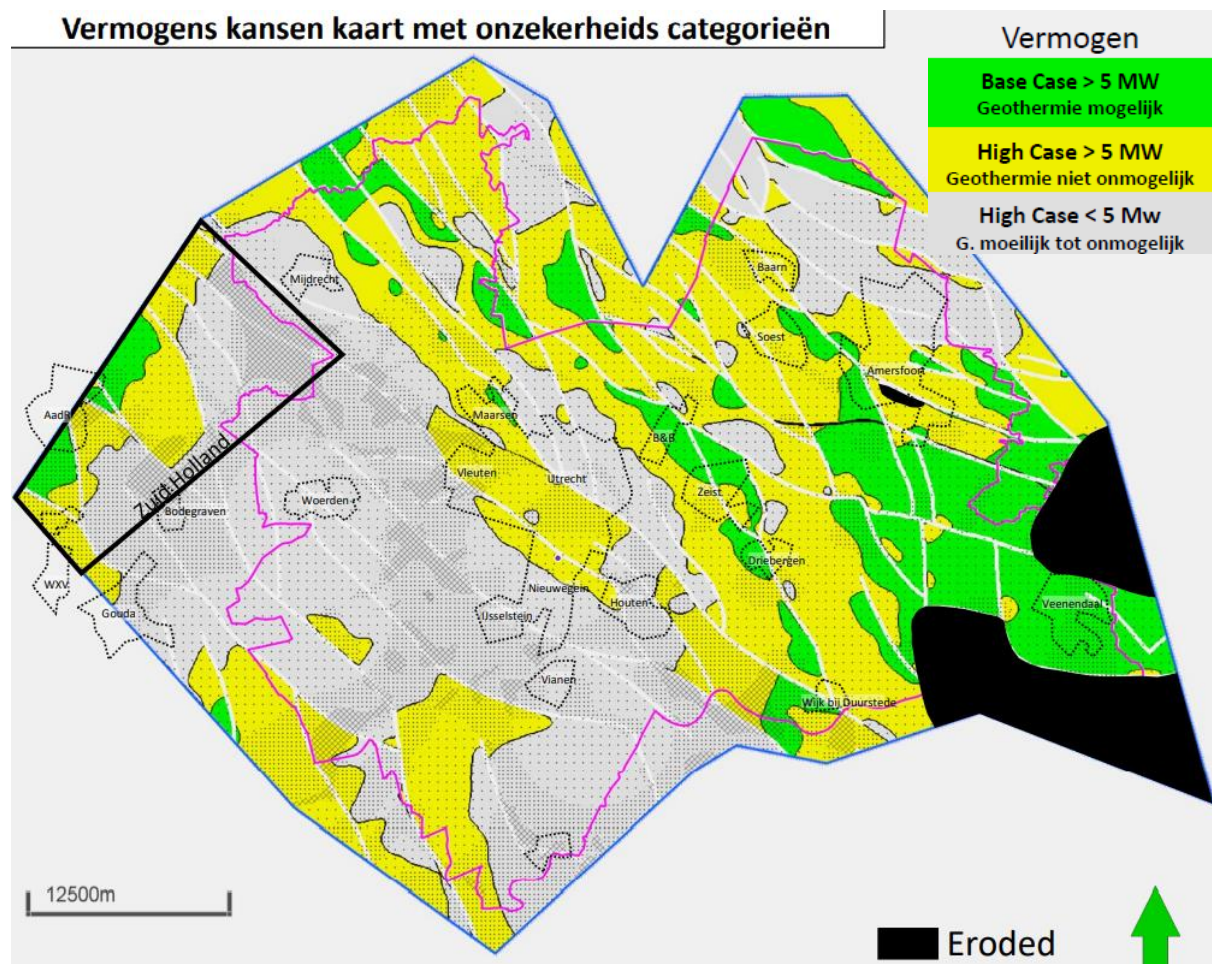 Vermogens kansen kaart met onzekerheids categorieën
Vermogen
Base Case > 5 MW
Geothermie mogelijk
High Case > 5 MW
Geothermie niet onmogelijk
High Case < 5 Mw
G. moeilijk tot onmogelijk
Baarn
Mijdrecht
Soest
Amersfoort
AadR
Maarsen
B&B
Zuid Holland
Vleuten
Utrecht
Zeist
Woerden
Bodegraven
Driebergen
WXV
Nieuwegein
Houten
Veenendaal
Gouda
IJsselstein
Vianen
Wijk bij Duurstede
12500m
Eroded